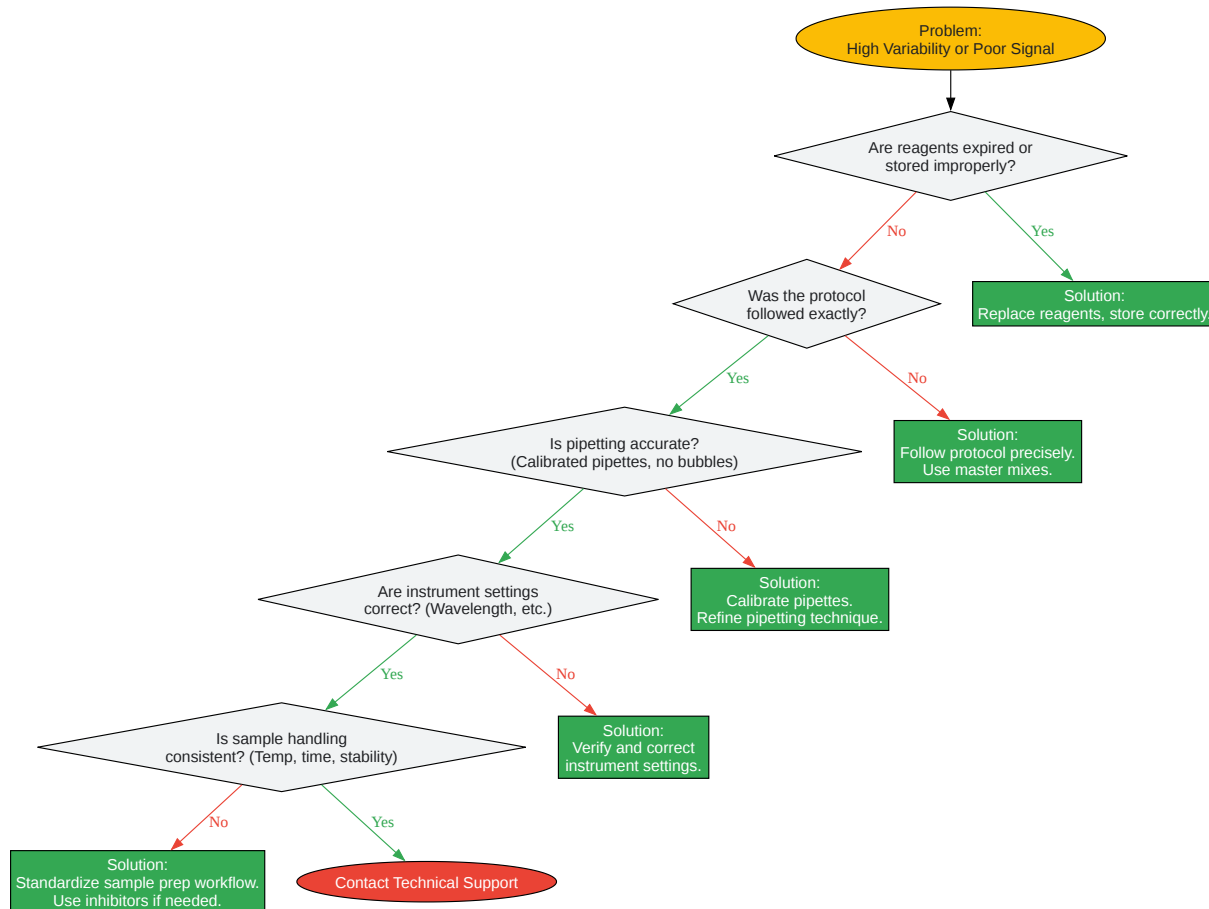 Problem:
High Variability or Poor Signal
Are reagents expired or
stored improperly?
No
Yes
Was the protocol
followed exactly?
Solution:
Replace reagents, store correctly.
Yes
No
Is pipetting accurate?
(Calibrated pipettes, no bubbles)
Solution:
Follow protocol precisely.
Use master mixes.
Yes
No
Are instrument settings
correct? (Wavelength, etc.)
Solution:
Calibrate pipettes.
Refine pipetting technique.
Yes
No
Is sample handling
consistent? (Temp, time, stability)
Solution:
Verify and correct
instrument settings.
No
Yes
Solution:
Standardize sample prep workflow.
Use inhibitors if needed.
Contact Technical Support